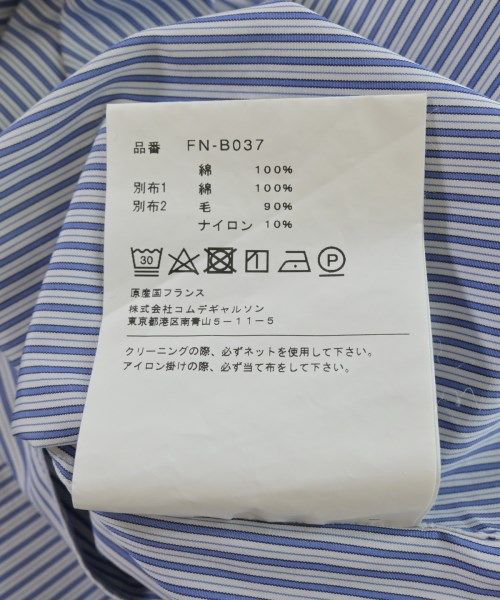 品番 FN-B037
綿 100%
別布1 綿 100%
別布2 毛 90%
ナイロン 10%
30 P
原産国フランス
株式会社コムデギャルソン
東京都港区南青山5-11-5
クリーニングの際、必ずネットを使用して下さい。
アイロン掛けの際、必ず当て布をして下さい。